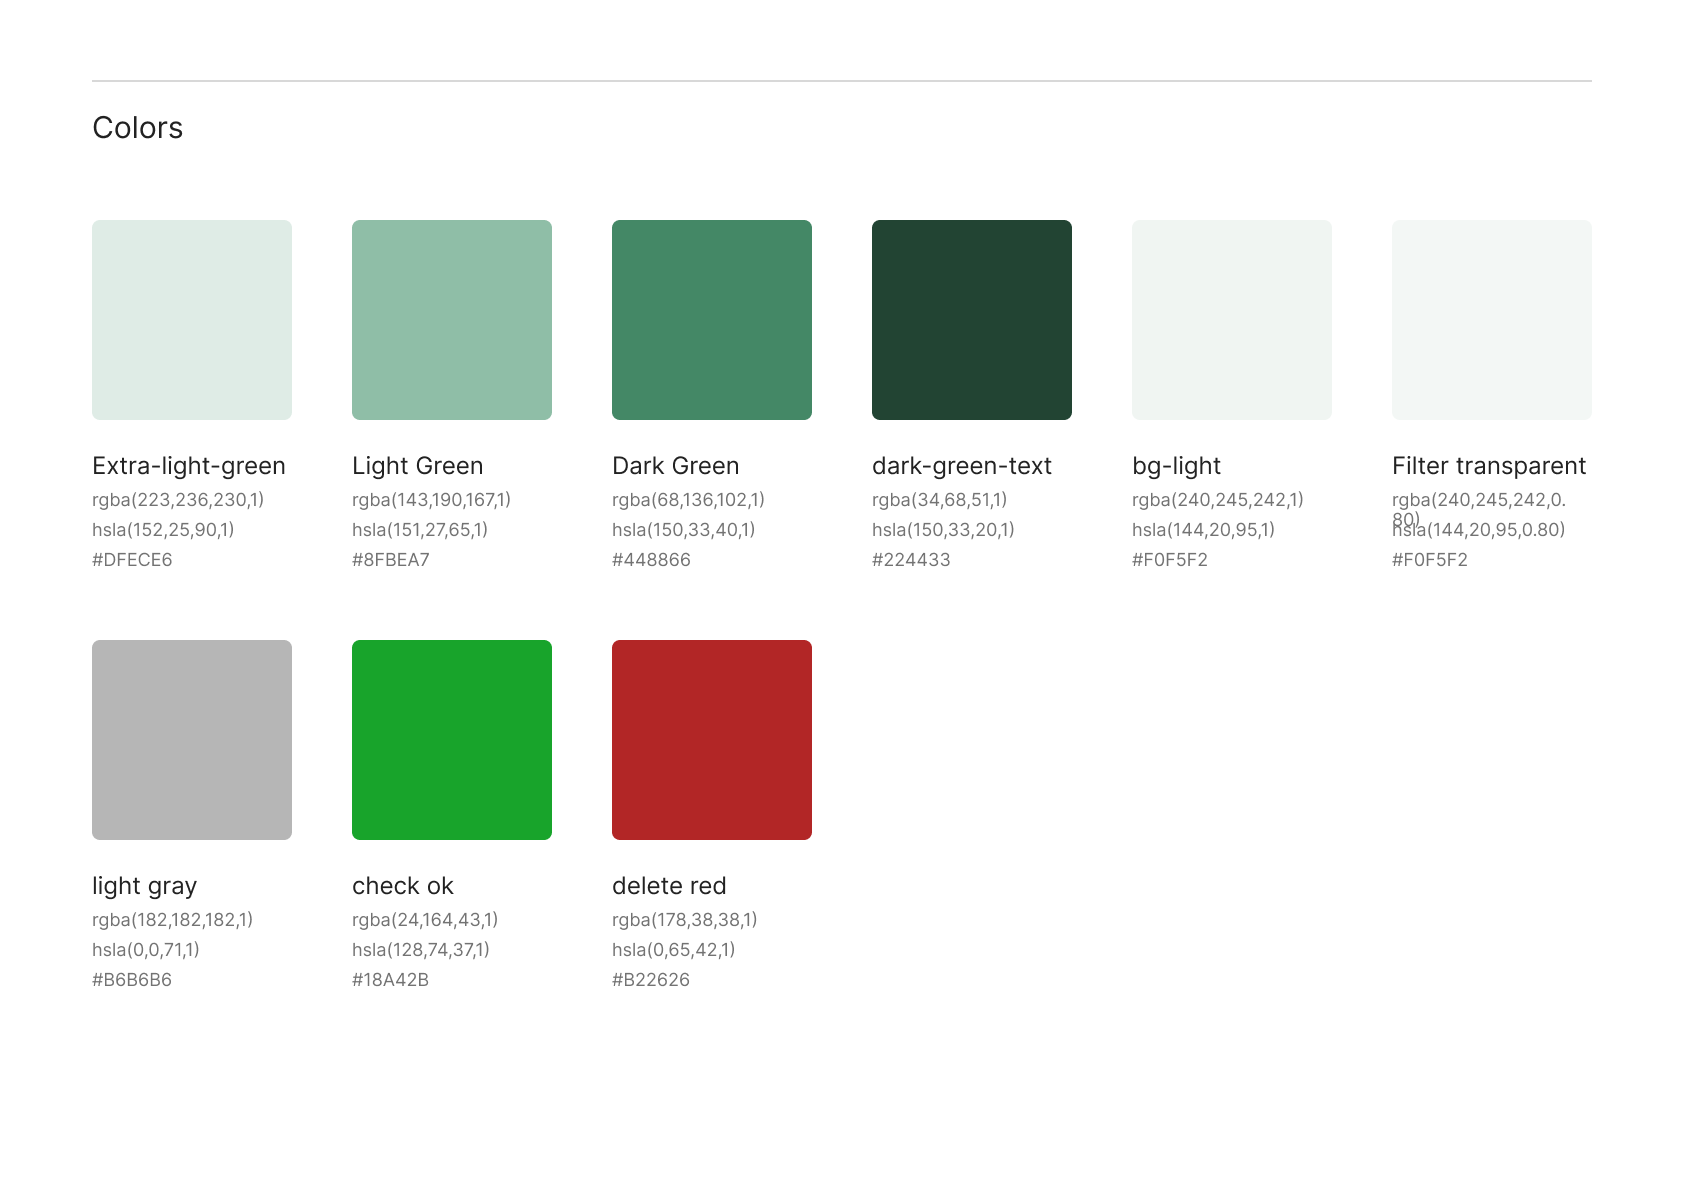 Colors
Extra-light-green
rgba(223,236,230,1)
hsla(152,25,90,1)
#DFECE6
Light Green
rgba(143,190,167,1)
hsla(151,27,65,1)
#8FBEA7
Dark Green
rgba(68,136,102,1)
hsla(150,33,40,1)
#448866
dark-green-text
rgba(34,68,51,1)
hsla(150,33,20,1)
#224433
bg-light
rgba(240,245,242,1)
hsla(144,20,95,1)
#F0F5F2
Filter transparent
rgba(240,245,242,0.
80)
hsla(144,20,95,0.80)
#F0F5F2
light gray
rgba(182,182,182,1)
hsla(0,0,71,1)
#B6B6B6
check ok
rgba(24,164,43,1)
hsla(128,74,37,1)
#18A42B
delete red
rgba(178,38,38,1)
hsla(0,65,42,1)
#B22626